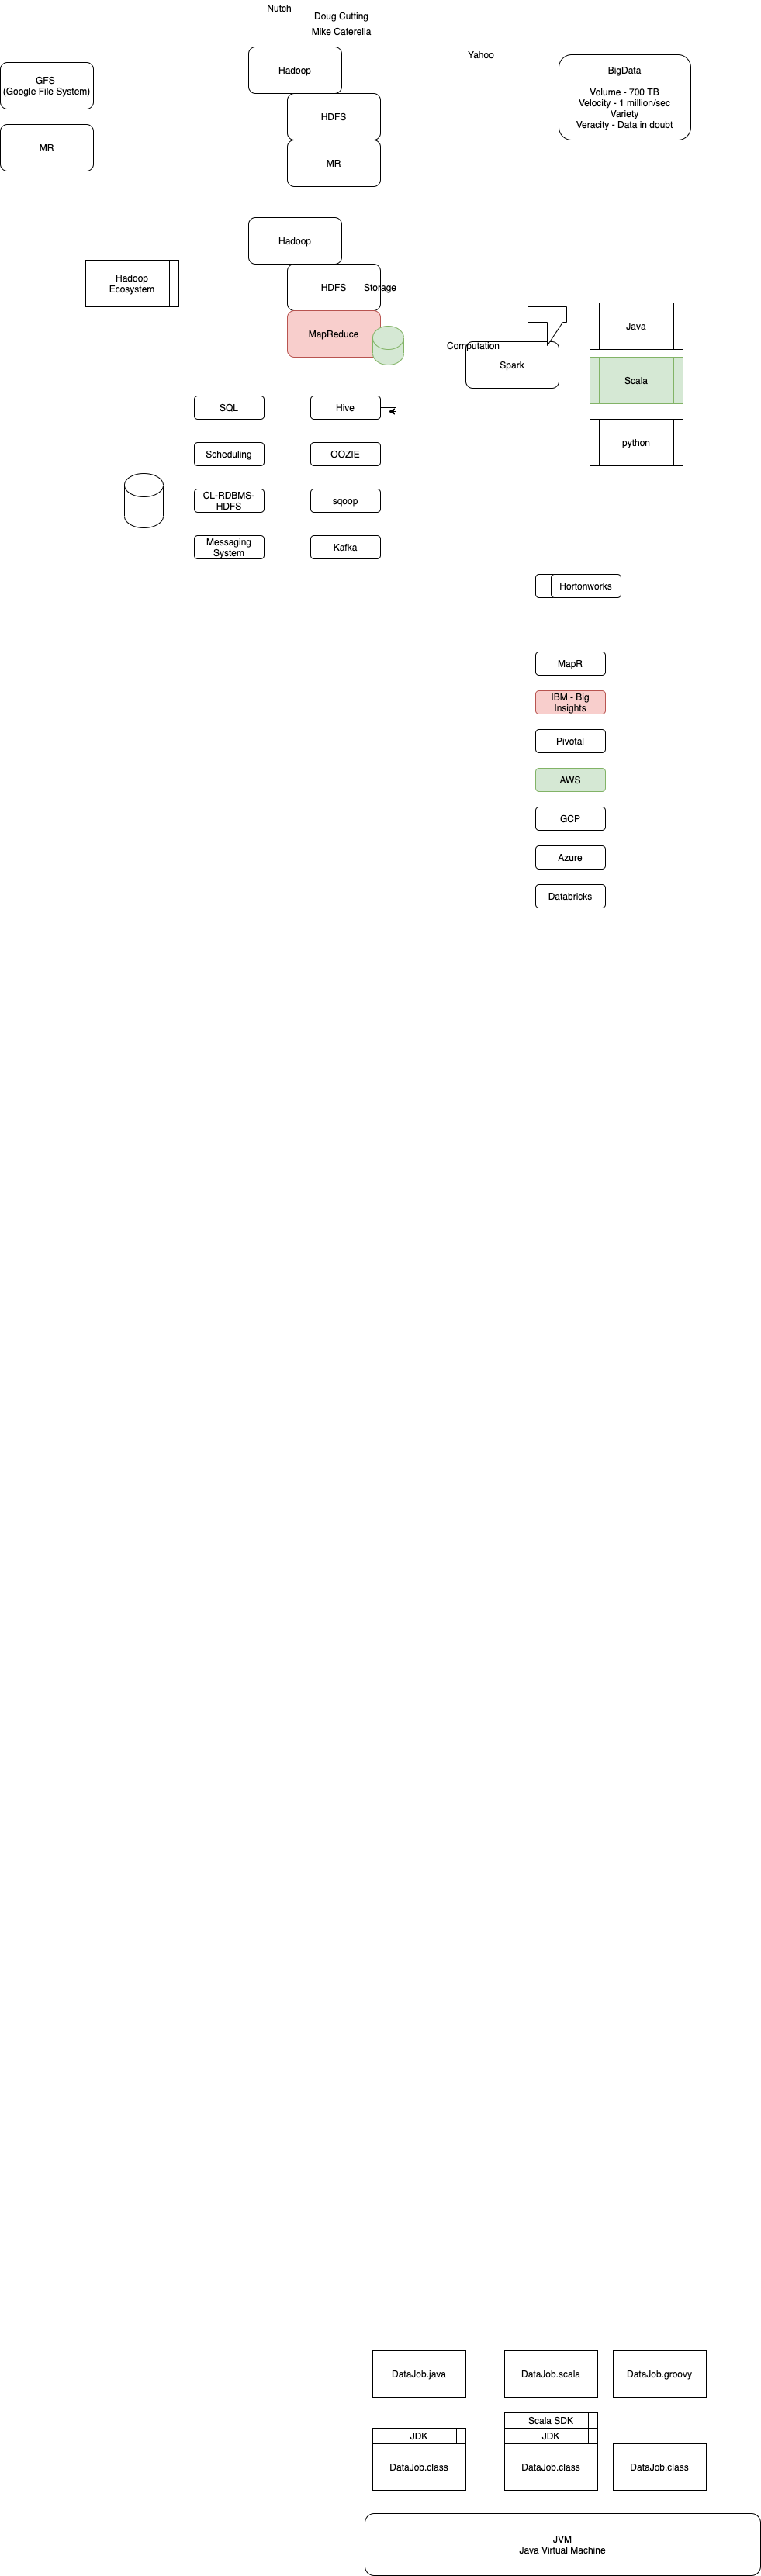 Nutch
Doug Cutting
Mike Caferella
Yahoo
GFS
(Google File System)
MR
Hadoop
HDFS
MR
BigData
Volume - 700 TB
Velocity - 1 million/sec
Variety
Veracity - Data in doubt
Hadoop
Hadoop
Ecosystem
HDFS
Storage
MapReduce
Computation
Spark
Java
Scala
python
SQL
Hive
Scheduling
OOZIE
CL-RDBMS-
HDFS
sqoop
Messaging
System
Kafka
Hortonworks
MapR
IBM - Big
Insights
Pivotal
AWS
GCP
Azure
Databricks
DataJob.java
DataJob.scala
DataJob.groovy
Scala SDK
JDK
JDK
DataJob.class
DataJob.class
DataJob.class
JVM
Java Virtual Machine